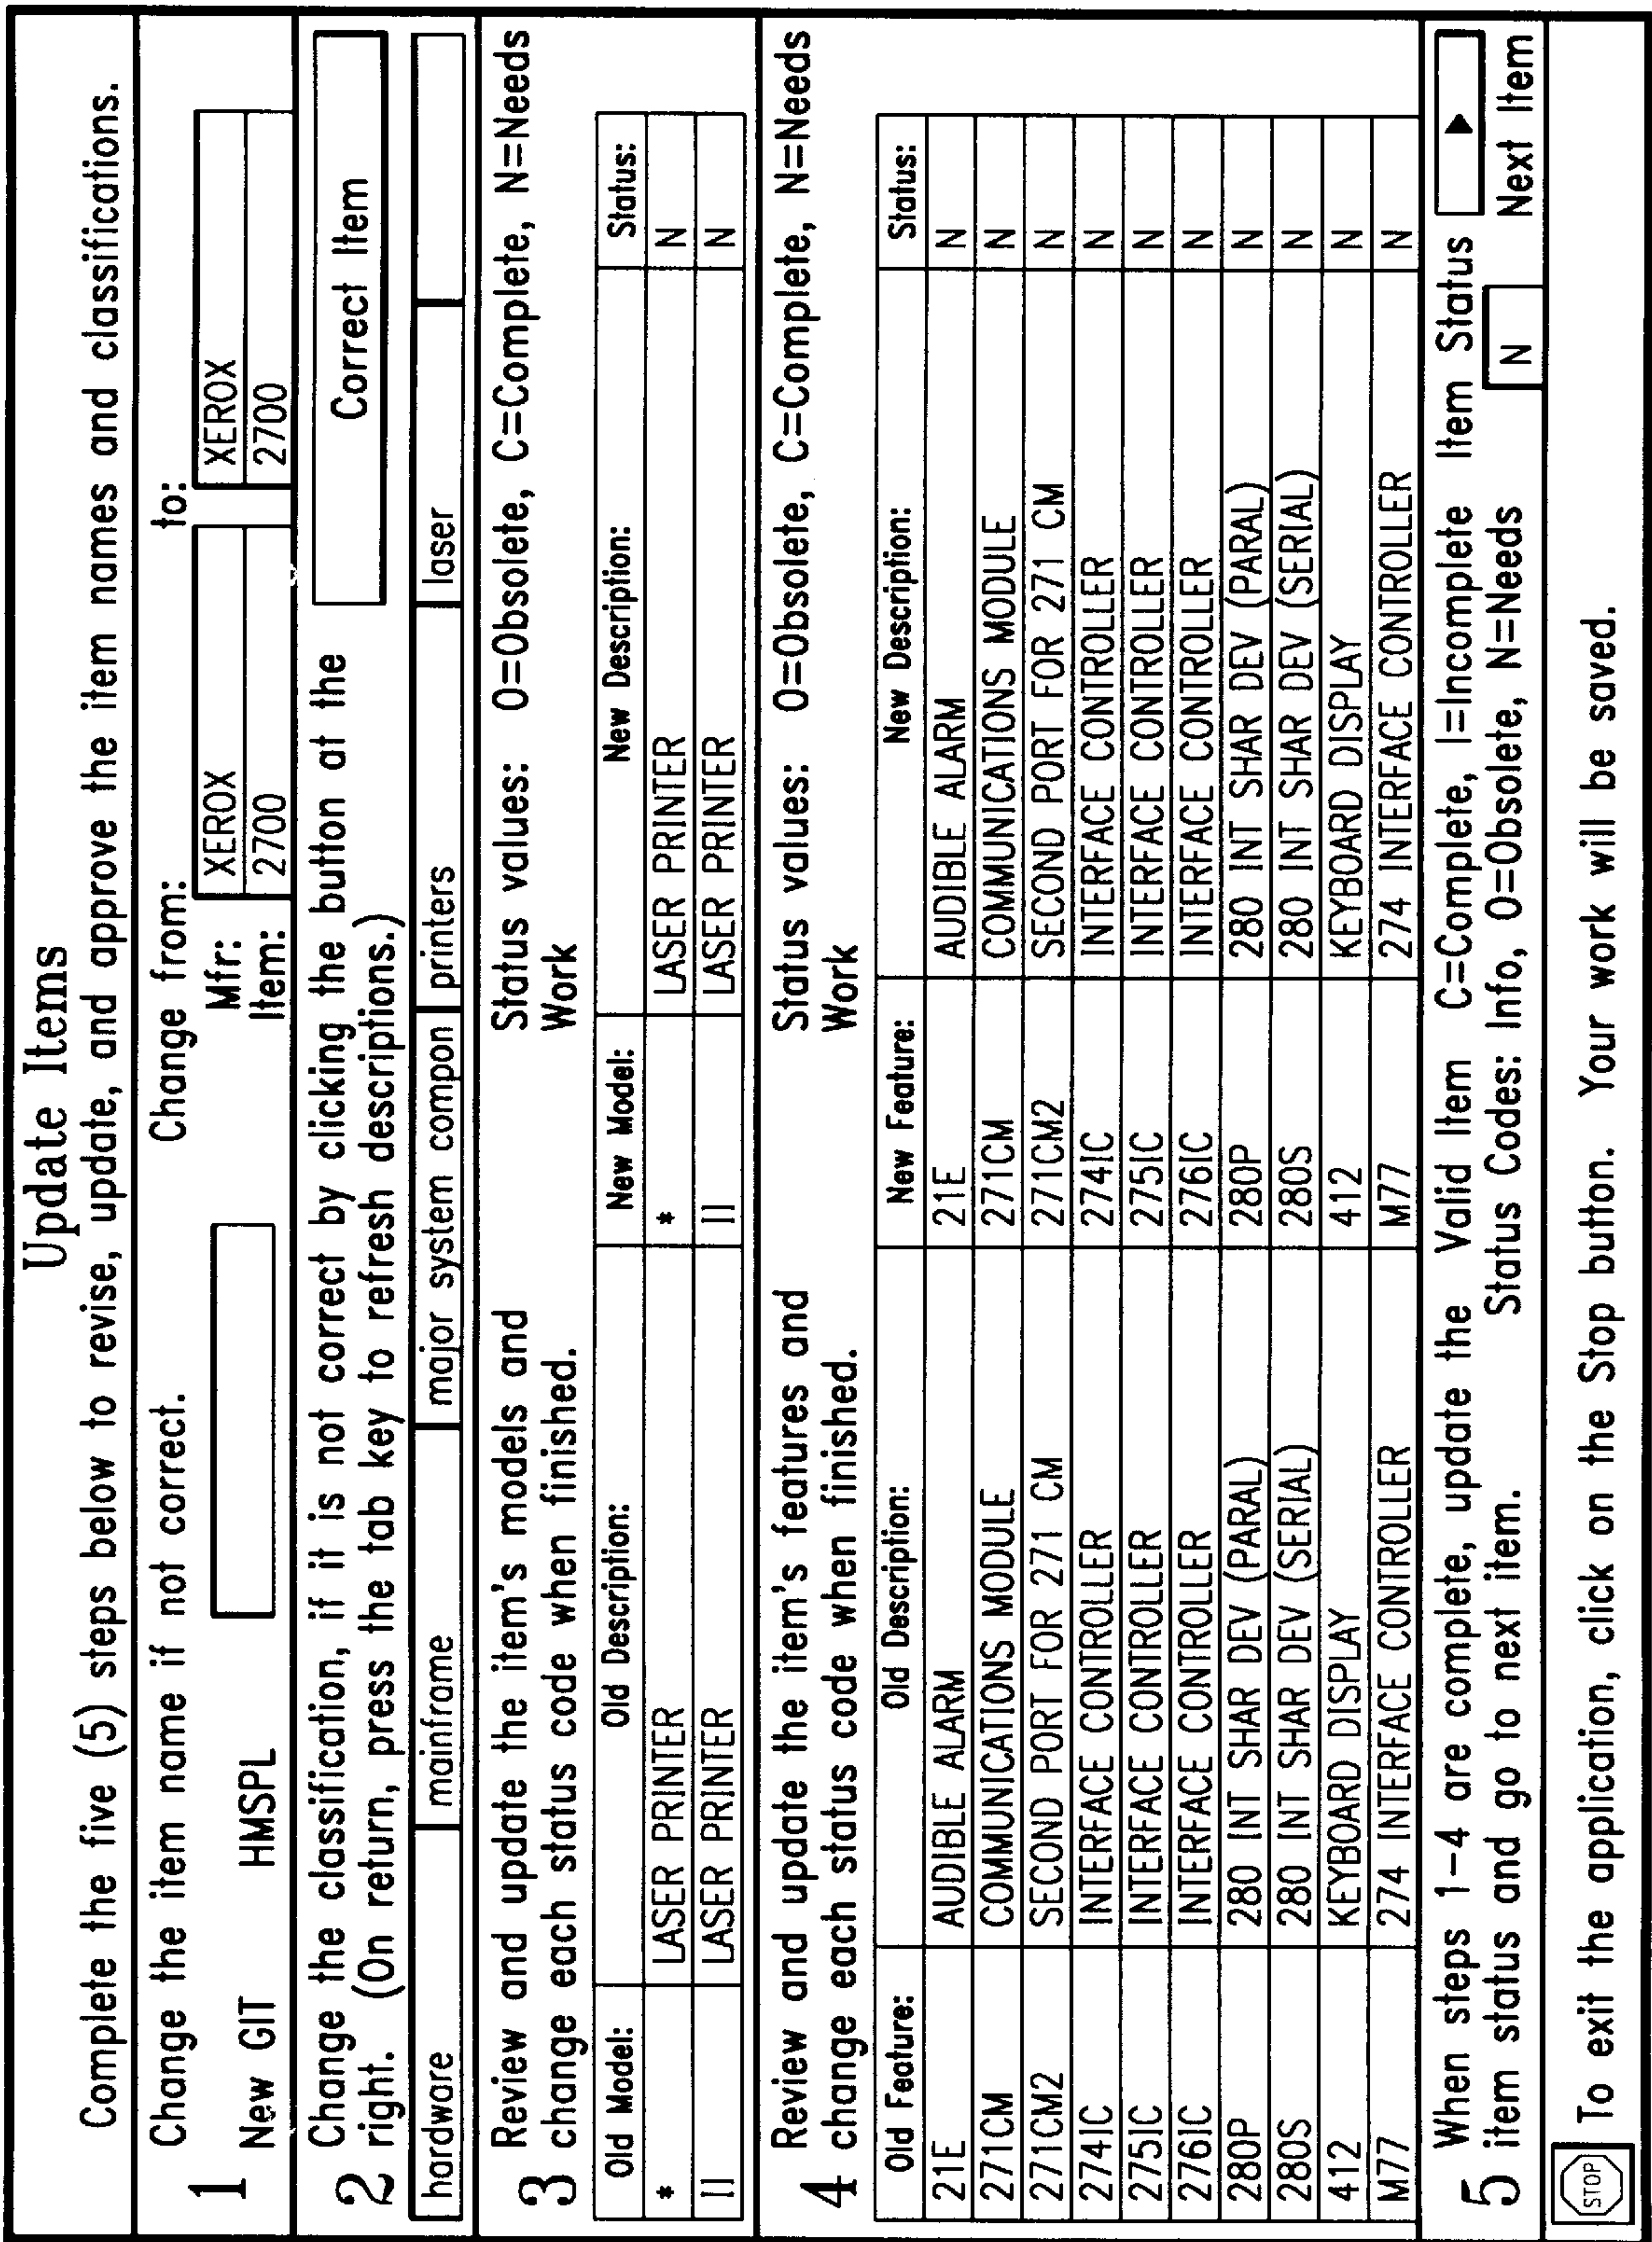 Update Items
Complete the five (5) steps below to revise, update, and approve the item names and classifications.
1 Change the item name if not correct. Change from: to:
Mfr: XEROX XEROX
New GIT HMSPL Item: 2700 2700
2 Change the classification, if it is not correct by clicking the button at the
right. (On return, press the tab key to refresh descriptions.) Correct Item
hardware mainframe major system compon printers laser
3 Review and update the item's models and Status values: O=Obsolete, C=Complete, N=Needs
change each status code when finished. Work
Old Model: Old Description: New Model: New Description: Status:
* LASER PRINTER * LASER PRINTER N
II LASER PRINTER II LASER PRINTER N
4 Review and update the item's features and Status values: O=Obsolete, C=Complete, N=Needs
change each status code when finished. Work
Old Feature: Old Description: New Feature: New Description: Status:
21E AUDIBLE ALARM 21E AUDIBLE ALARM N
271CM COMMUNICATIONS MODULE 271CM COMMUNICATIONS MODULE N
271CM2 SECOND PORT FOR 271 CM 271CM2 SECOND PORT FOR 271 CM N
274IC INTERFACE CONTROLLER 274IC INTERFACE CONTROLLER N
275IC INTERFACE CONTROLLER 275IC INTERFACE CONTROLLER N
276IC INTERFACE CONTROLLER 276IC INTERFACE CONTROLLER N
280P 280 INT SHAR DEV (PARAL) 280P 280 INT SHAR DEV (PARAL) N
280S 280 INT SHAR DEV (SERIAL) 280S 280 INT SHAR DEV (SERIAL) N
412 KEYBOARD DISPLAY 412 KEYBOARD DISPLAY N
M77 274 INTERFACE CONTROLLER M77 274 INTERFACE CONTROLLER N
5 When steps 1-4 are complete, update the Valid Item C=Complete, I=Incomplete Item Status
item status and go to next item. Status Codes: Info, O=Obsolete, N=Needs N Next Item
STOP To exit the application, click on the Stop button. Your work will be saved.